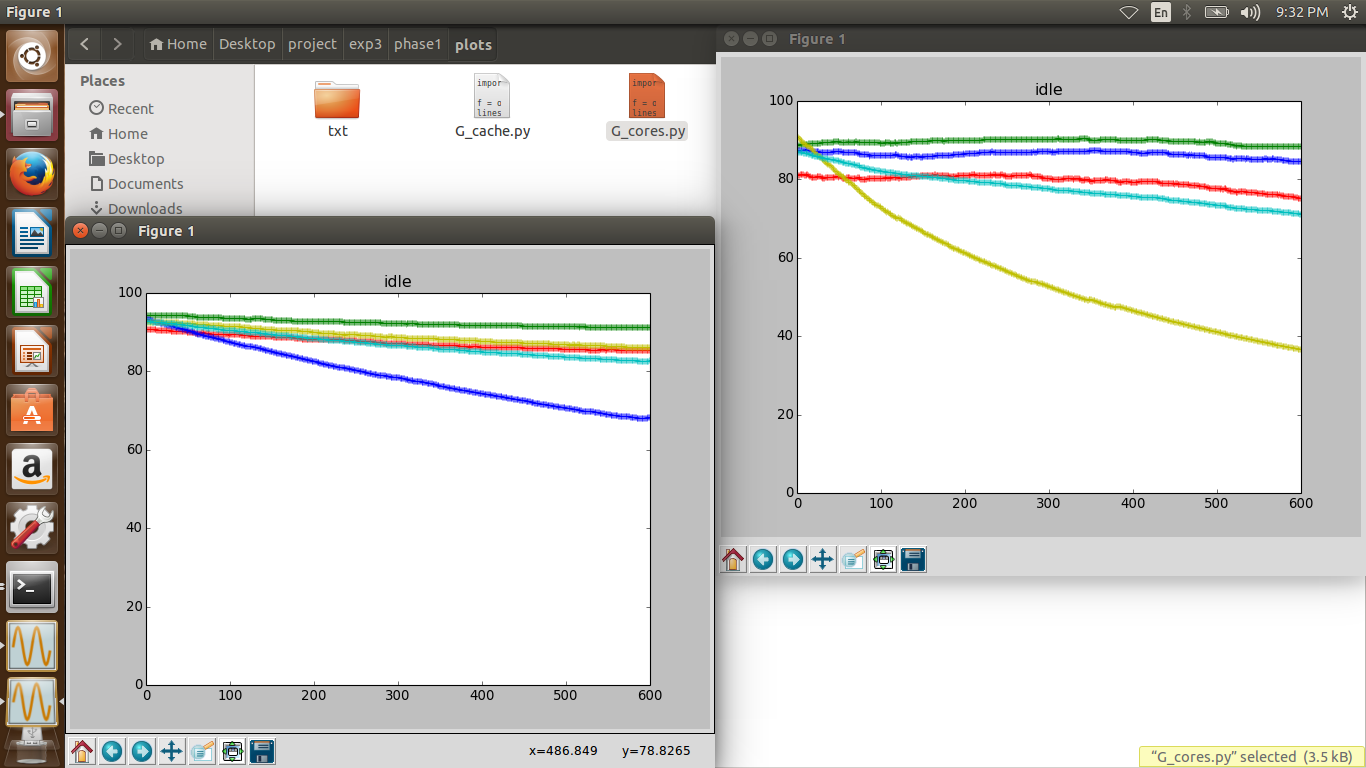 Figure 1
En
9:32 PM
Home Desktop project exp3 phase1 plots
Places
Recent
Home
Desktop
Documents
Downloads
txt
impor
f = o
lines
G_cache.py
impor
f = o
lines
G_cores.py
Figure 1
idle
100
80
60
40
20
0
0 100 200 300 400 500 600
Figure 1
idle
100
80
60
40
20
0
0 100 200 300 400 500 600
x=486.849 y=78.8265
“G_cores.py” selected (3.5 kB)